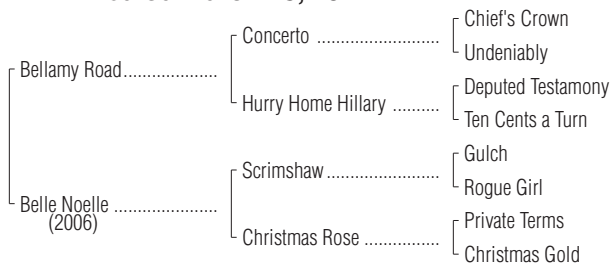 Chief's Crown
Concerto ..........................
Undeniably
Bellamy Road....................
Deputed Testamony
Hurry Home Hillary ..........
Ten Cents a Turn
Gulch
Scrimshaw........................
Rogue Girl
Belle Noelle ......................
(2006)
Private Terms
Christmas Rose ................
Christmas Gold